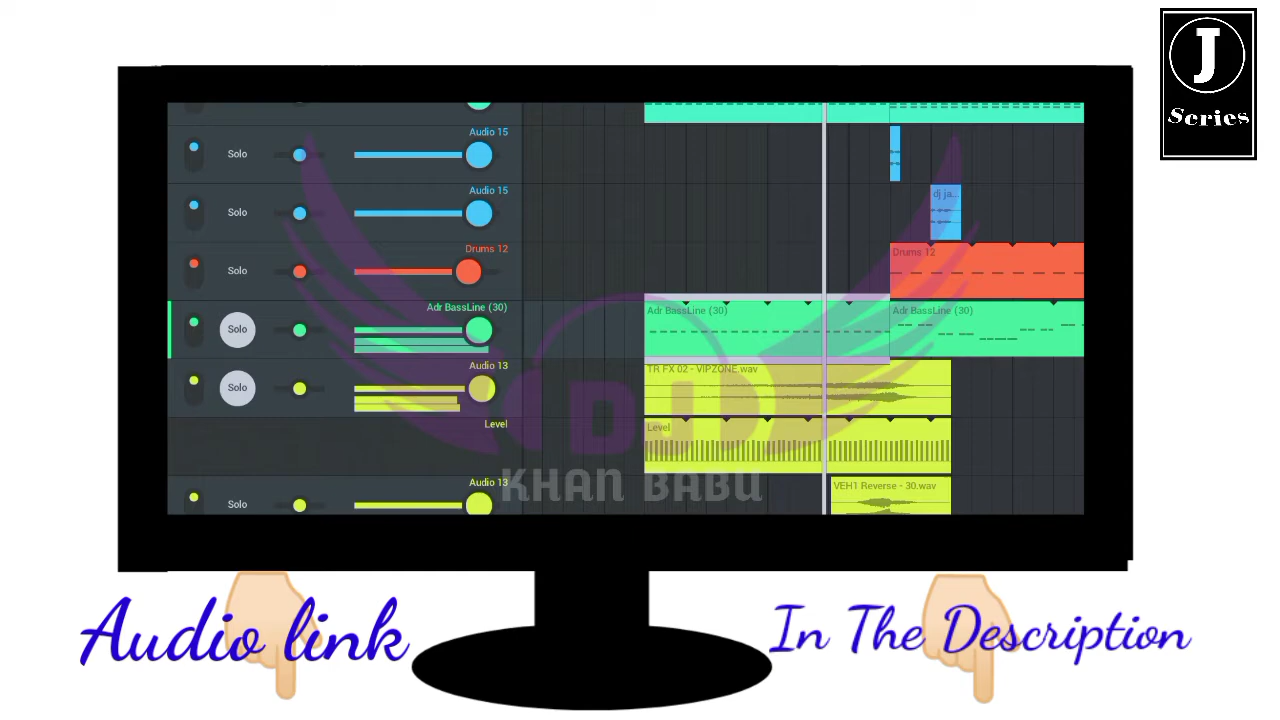 J
Series
Audio 15
Solo
Audio 15
Solo
dj ja...
Drums 12
Solo
Drums 12
Adr BassLine (30)
Solo
Adr BassLine (30)
Adr BassLine (30)
Audio 13
Solo
TR FX 02 - VIPZONE.wav
Level
Level
DJ
KHAN BABU
Audio 13
Solo
VEH1 Reverse - 30.wav
Audio link
In The Description